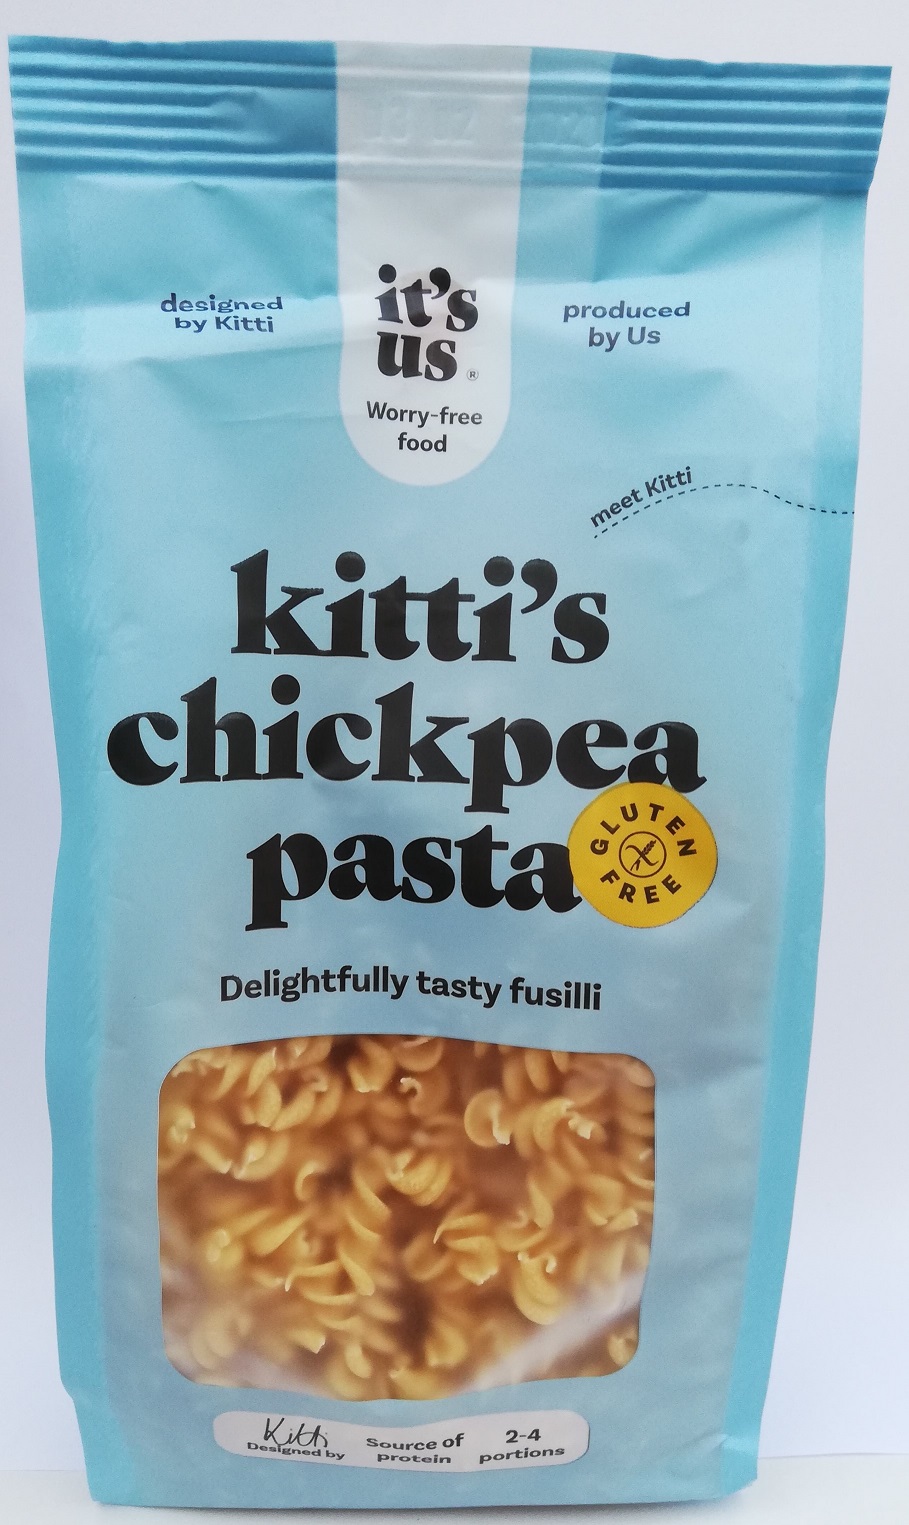 it's
us®
Worry-free
food
designed
by Kitti
produced
by Us
meet Kitti
kitti's
chickpea
pasta
GLUTEN
FREE
Delightfully tasty fusilli
Kitti
Designed by
Source of
protein
2-4
portions